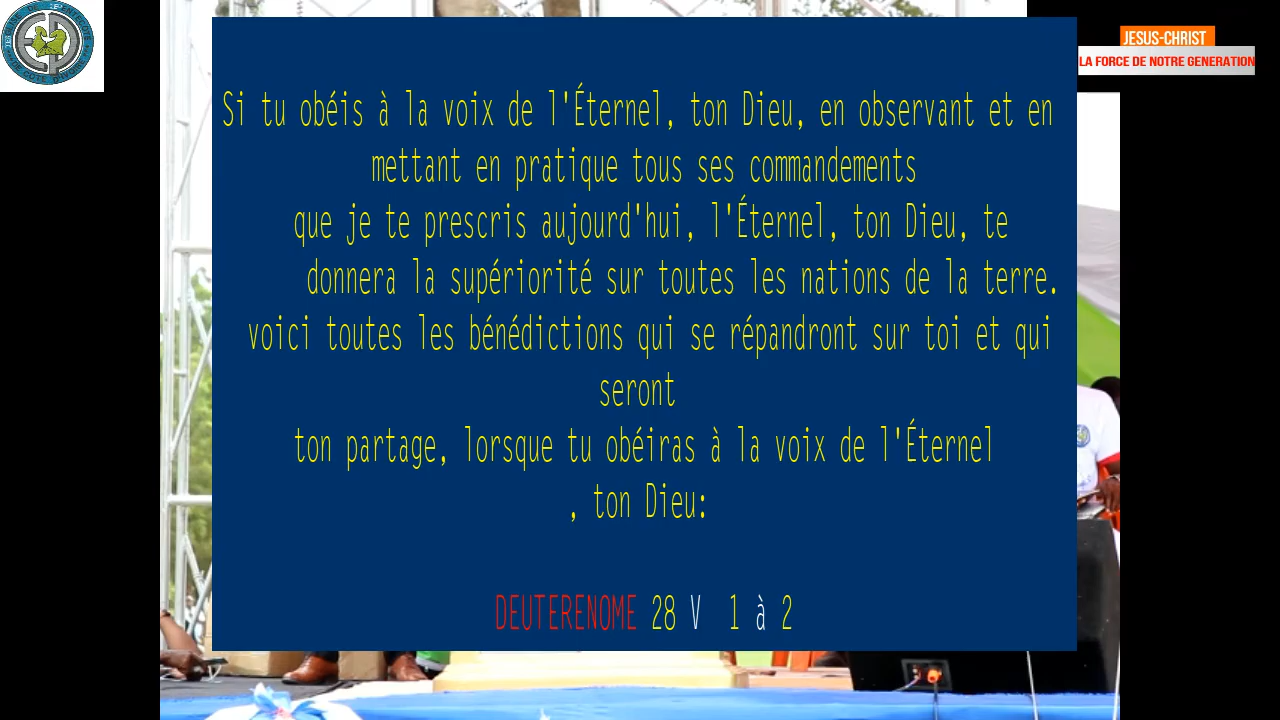 JESUS-CHRIST
LA FORCE DE NOTRE GENERATION
Si tu obéis à la voix de l'Éternel, ton Dieu, en observant et en
mettant en pratique tous ses commandements
que je te prescris aujourd'hui, l'Éternel, ton Dieu, te
donnera la supériorité sur toutes les nations de la terre.
voici toutes les bénédictions qui se répandront sur toi et qui
seront
ton partage, lorsque tu obéiras à la voix de l'Éternel
, ton Dieu:
DEUTERENOME 28 V 1 à 2